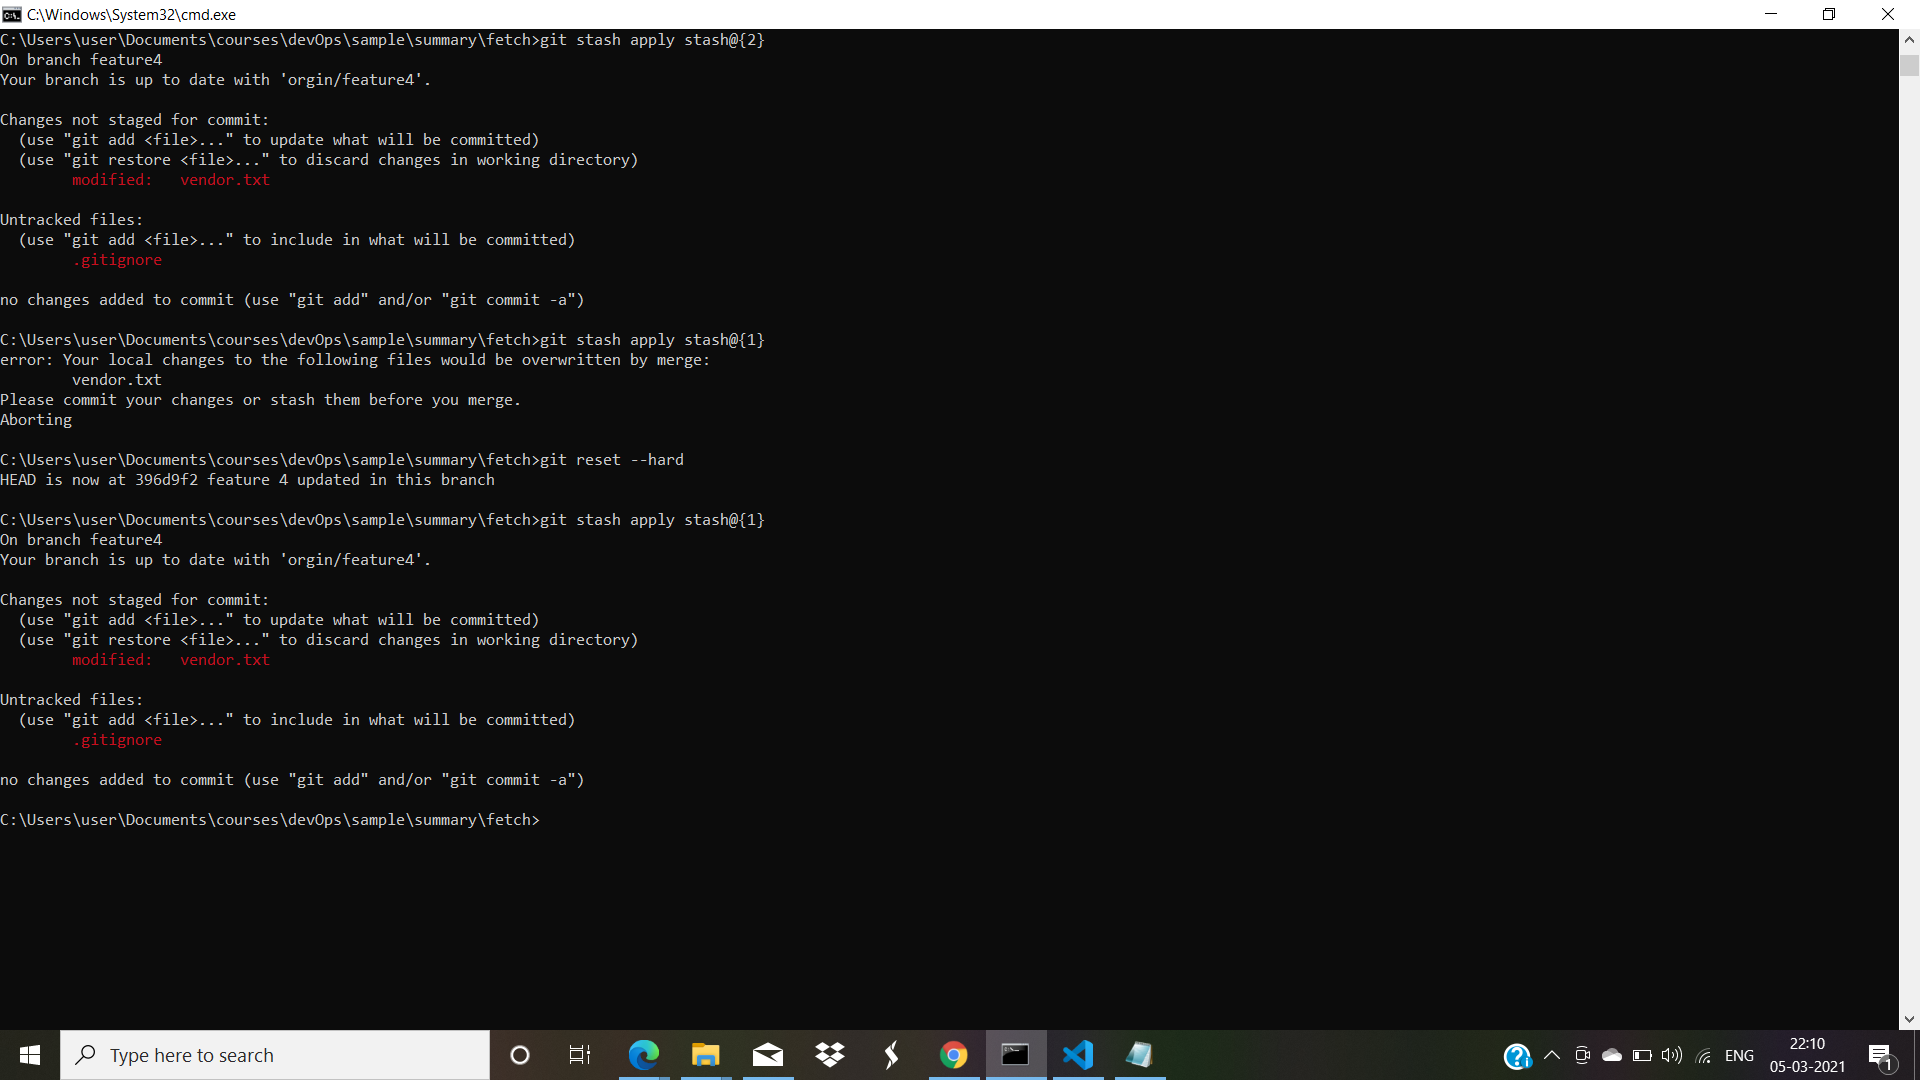 C:\Windows\System32\cmd.exe
C:\Users\user\Documents\courses\devOps\sample\summary\fetch>git stash apply stash@{2}
On branch feature4
Your branch is up to date with 'orgin/feature4'.
Changes not staged for commit:
  (use "git add <file>..." to update what will be committed)
  (use "git restore <file>..." to discard changes in working directory)
        modified:   vendor.txt
Untracked files:
  (use "git add <file>..." to include in what will be committed)
        .gitignore
no changes added to commit (use "git add" and/or "git commit -a")
C:\Users\user\Documents\courses\devOps\sample\summary\fetch>git stash apply stash@{1}
error: Your local changes to the following files would be overwritten by merge:
        vendor.txt
Please commit your changes or stash them before you merge.
Aborting
C:\Users\user\Documents\courses\devOps\sample\summary\fetch>git reset --hard
HEAD is now at 396d9f2 feature 4 updated in this branch
C:\Users\user\Documents\courses\devOps\sample\summary\fetch>git stash apply stash@{1}
On branch feature4
Your branch is up to date with 'orgin/feature4'.
Changes not staged for commit:
  (use "git add <file>..." to update what will be committed)
  (use "git restore <file>..." to discard changes in working directory)
        modified:   vendor.txt
Untracked files:
  (use "git add <file>..." to include in what will be committed)
        .gitignore
no changes added to commit (use "git add" and/or "git commit -a")
C:\Users\user\Documents\courses\devOps\sample\summary\fetch>
Type here to search
ENG
22:10
05-03-2021
1